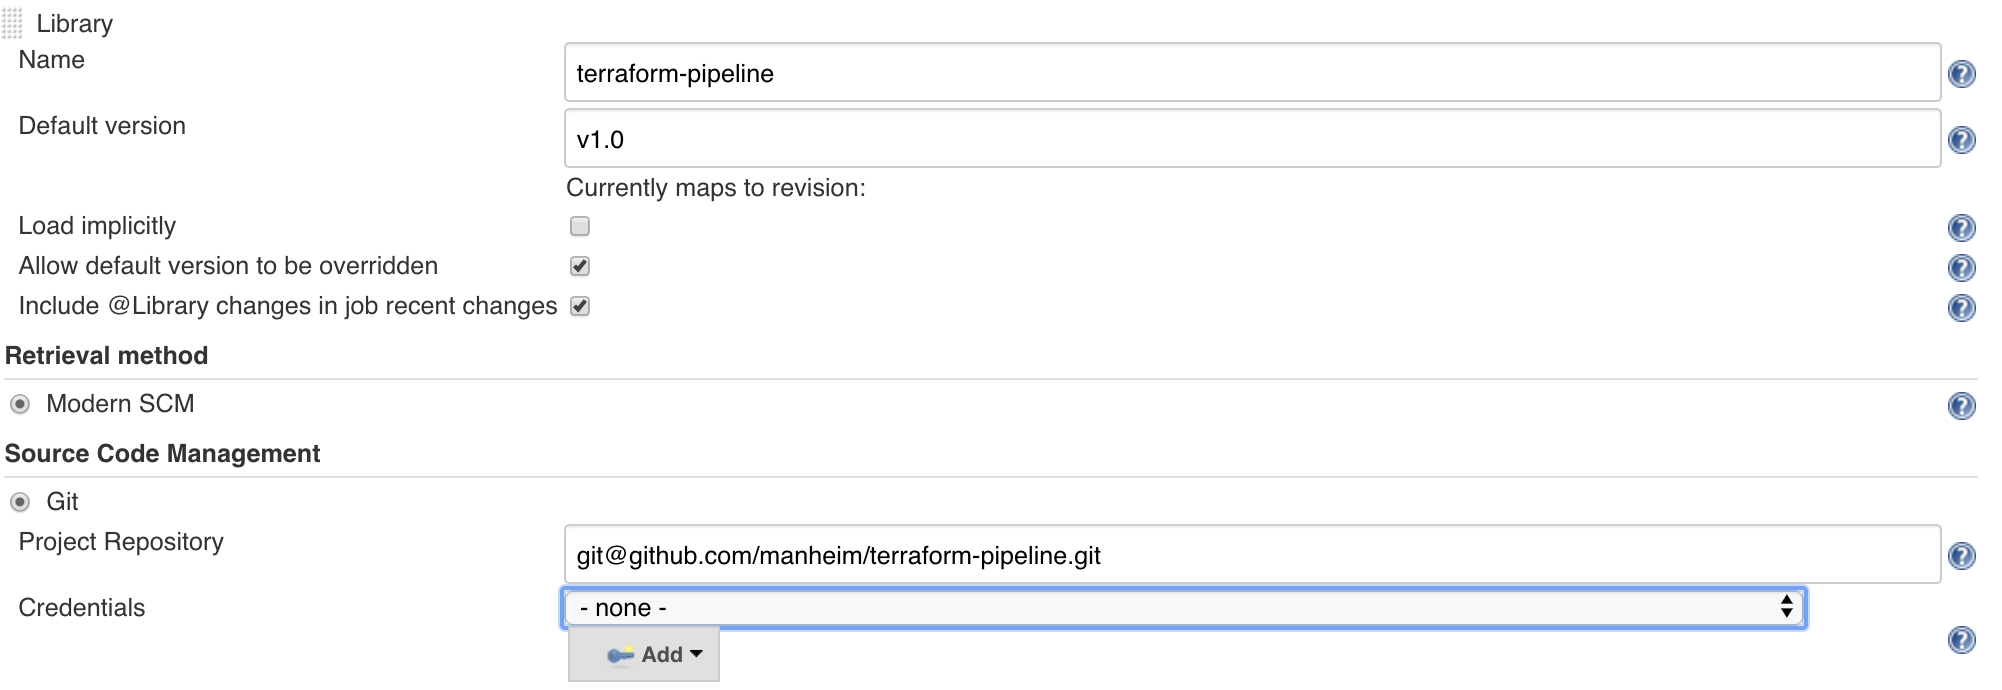 Library
Name
terraform-pipeline
Default version
v1.0
Currently maps to revision:
Load implicitly
Allow default version to be overridden
Include @Library changes in job recent changes
Retrieval method
Modern SCM
Source Code Management
Git
Project Repository
git@github.com/manheim/terraform-pipeline.git
Credentials
- none -
Add